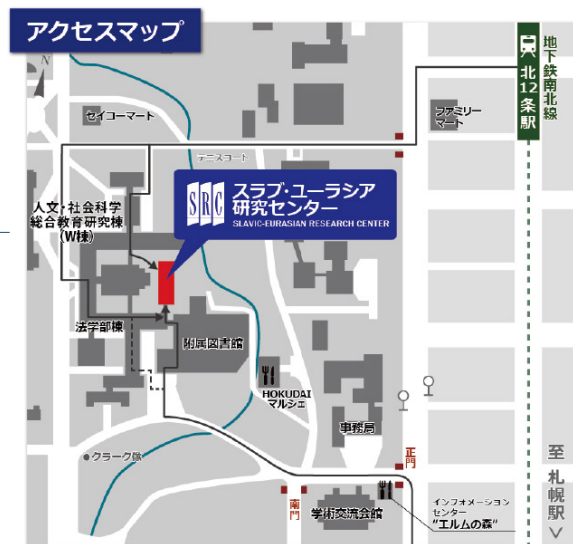 アクセスマップ
地下鉄南北線
北12条駅
セイコーマート
ファミリー
マート
テニスコート
SRC
スラブ・ユーラシア
研究センター
SLAVIC-EURASIAN RESEARCH CENTER
人文・社会科学
総合教育研究棟
(W棟)
法学部棟
附属図書館
HOKUDAI
マルシェ
事務局
正門
クラーク像
至 札幌駅
南門
学術交流会館
インフォメーション
センター
"エルムの森"